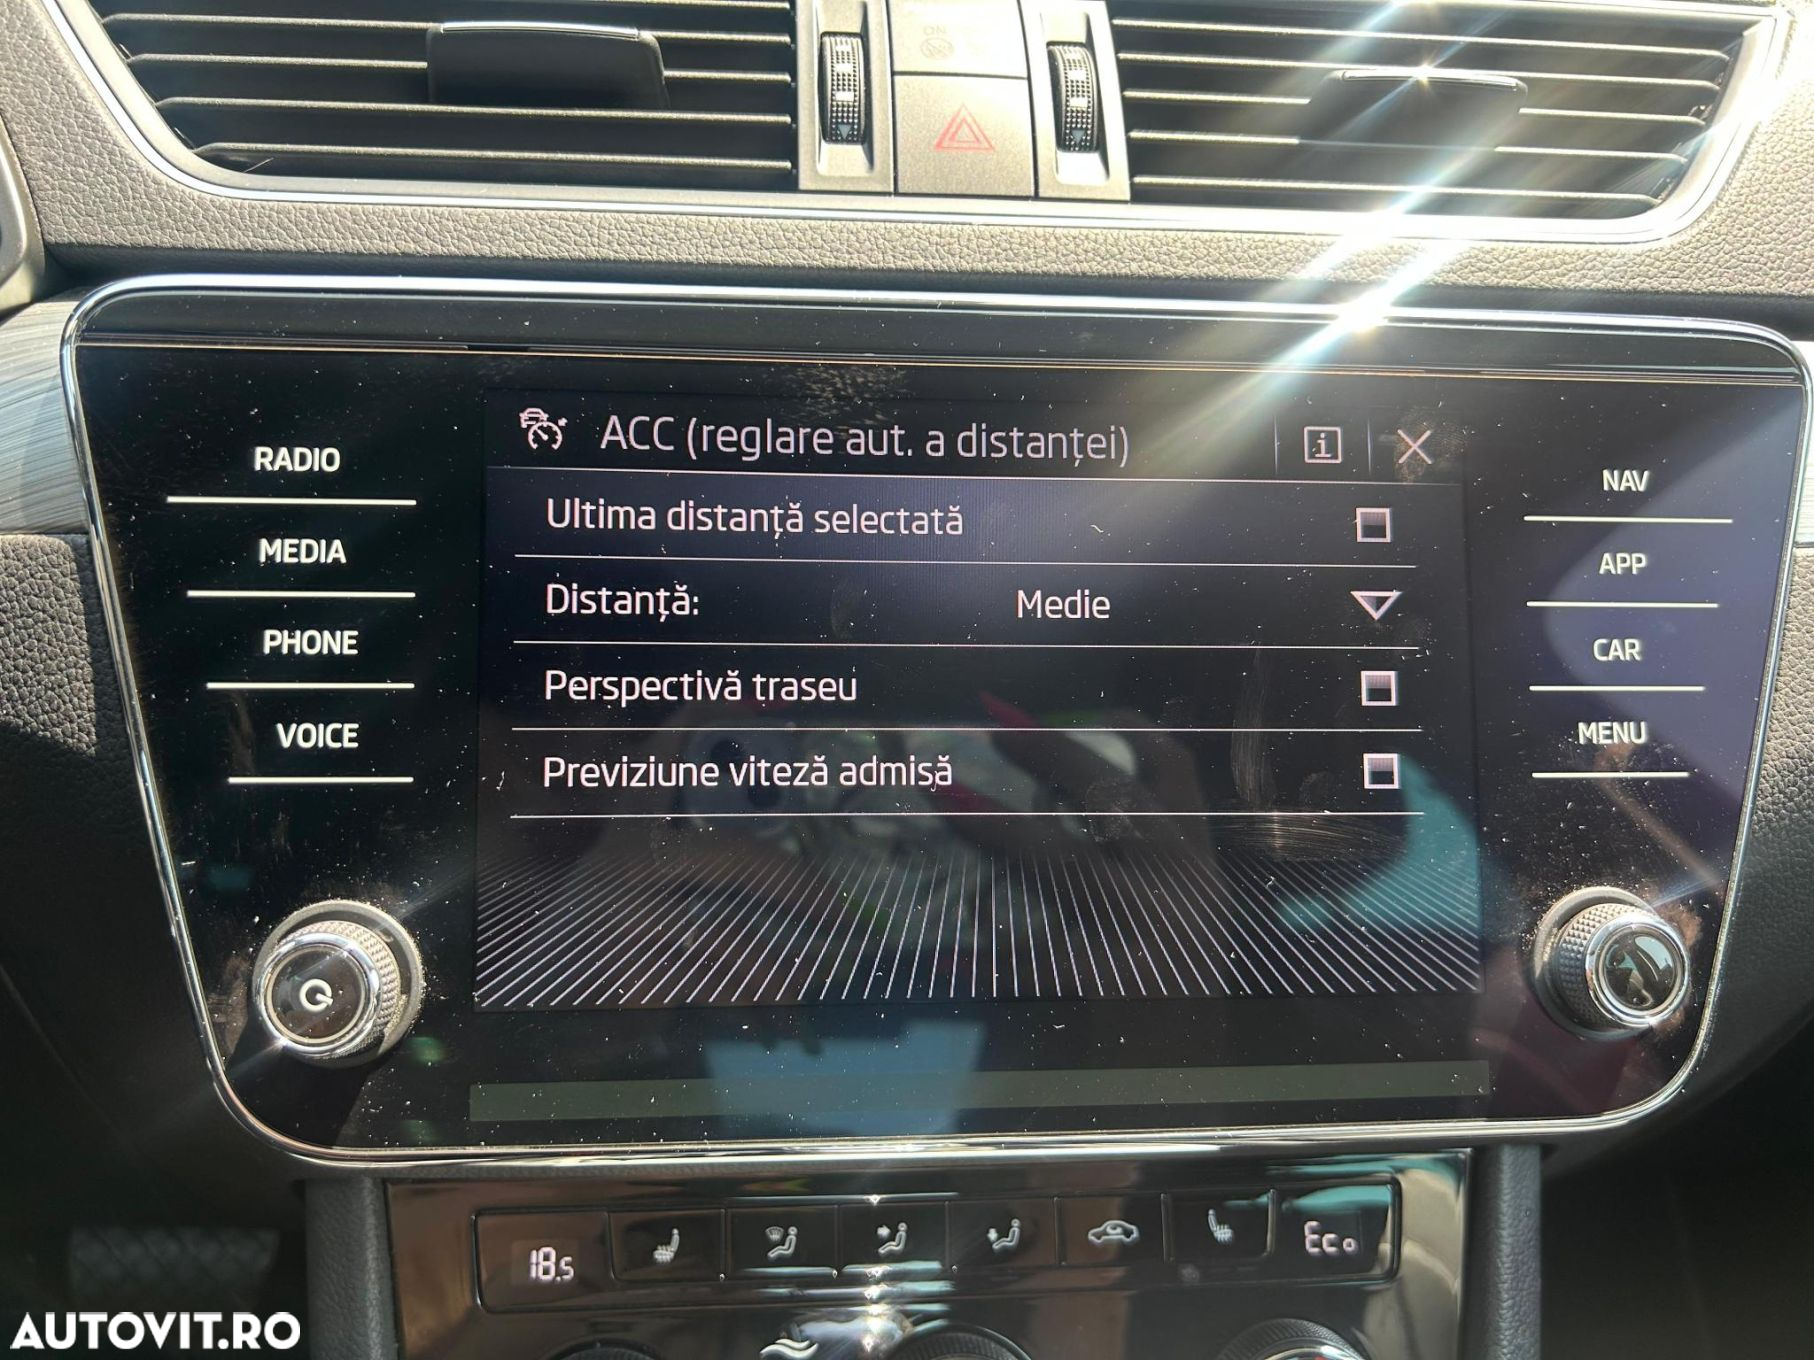 RADIO
MEDIA
PHONE
VOICE
ACC (reglare aut. a distanței)
i
Ultima distanță selectată
Distanță: Medie
Perspectivă traseu
Previziune viteză admisă
NAV
APP
CAR
MENU
18.5
Eco
AUTOVIT.RO